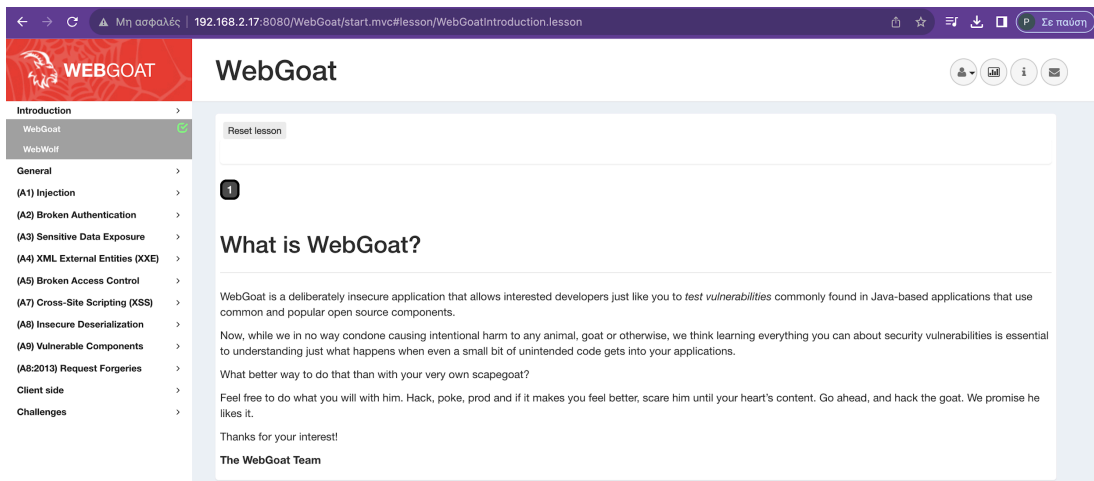 Μη ασφαλές | 192.168.2.17:8080/WebGoat/start.mvc#lesson/WebGoatIntroduction.lesson
P Σε παύση
WEBGOAT
WebGoat
Introduction
WebGoat
WebWolf
General
(A1) Injection
(A2) Broken Authentication
(A3) Sensitive Data Exposure
(A4) XML External Entities (XXE)
(A5) Broken Access Control
(A7) Cross-Site Scripting (XSS)
(A8) Insecure Deserialization
(A9) Vulnerable Components
(A8:2013) Request Forgeries
Client side
Challenges
Reset lesson
1
What is WebGoat?
WebGoat is a deliberately insecure application that allows interested developers just like you to test vulnerabilities commonly found in Java-based applications that use
common and popular open source components.
Now, while we in no way condone causing intentional harm to any animal, goat or otherwise, we think learning everything you can about security vulnerabilities is essential
to understanding just what happens when even a small bit of unintended code gets into your applications.
What better way to do that than with your very own scapegoat?
Feel free to do what you will with him. Hack, poke, prod and if it makes you feel better, scare him until your heart's content. Go ahead, and hack the goat. We promise he
likes it.
Thanks for your interest!
The WebGoat Team